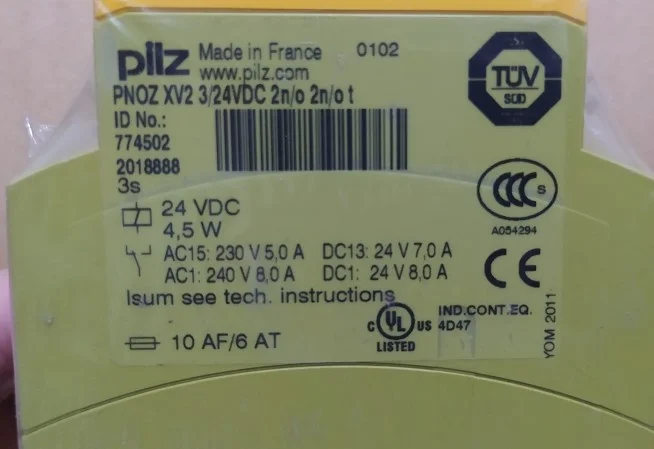 pilz Made in France 0102
www.pilz.com
PNOZ XV2 3/24VDC 2n/o 2n/o t
ID No.:
774502
2018888
3s
24 VDC
4,5 W
AC15: 230 V 5,0 A DC13: 24 V 7,0 A
AC1: 240 V 8,0 A DC1: 24 V 8,0 A
Isum see tech. instructions
10 AF/6 AT
TÜV
SÜD
CCC S
A054294
CE
C UL US IND.CONT.EQ.
LISTED 4D47
YOM 2011